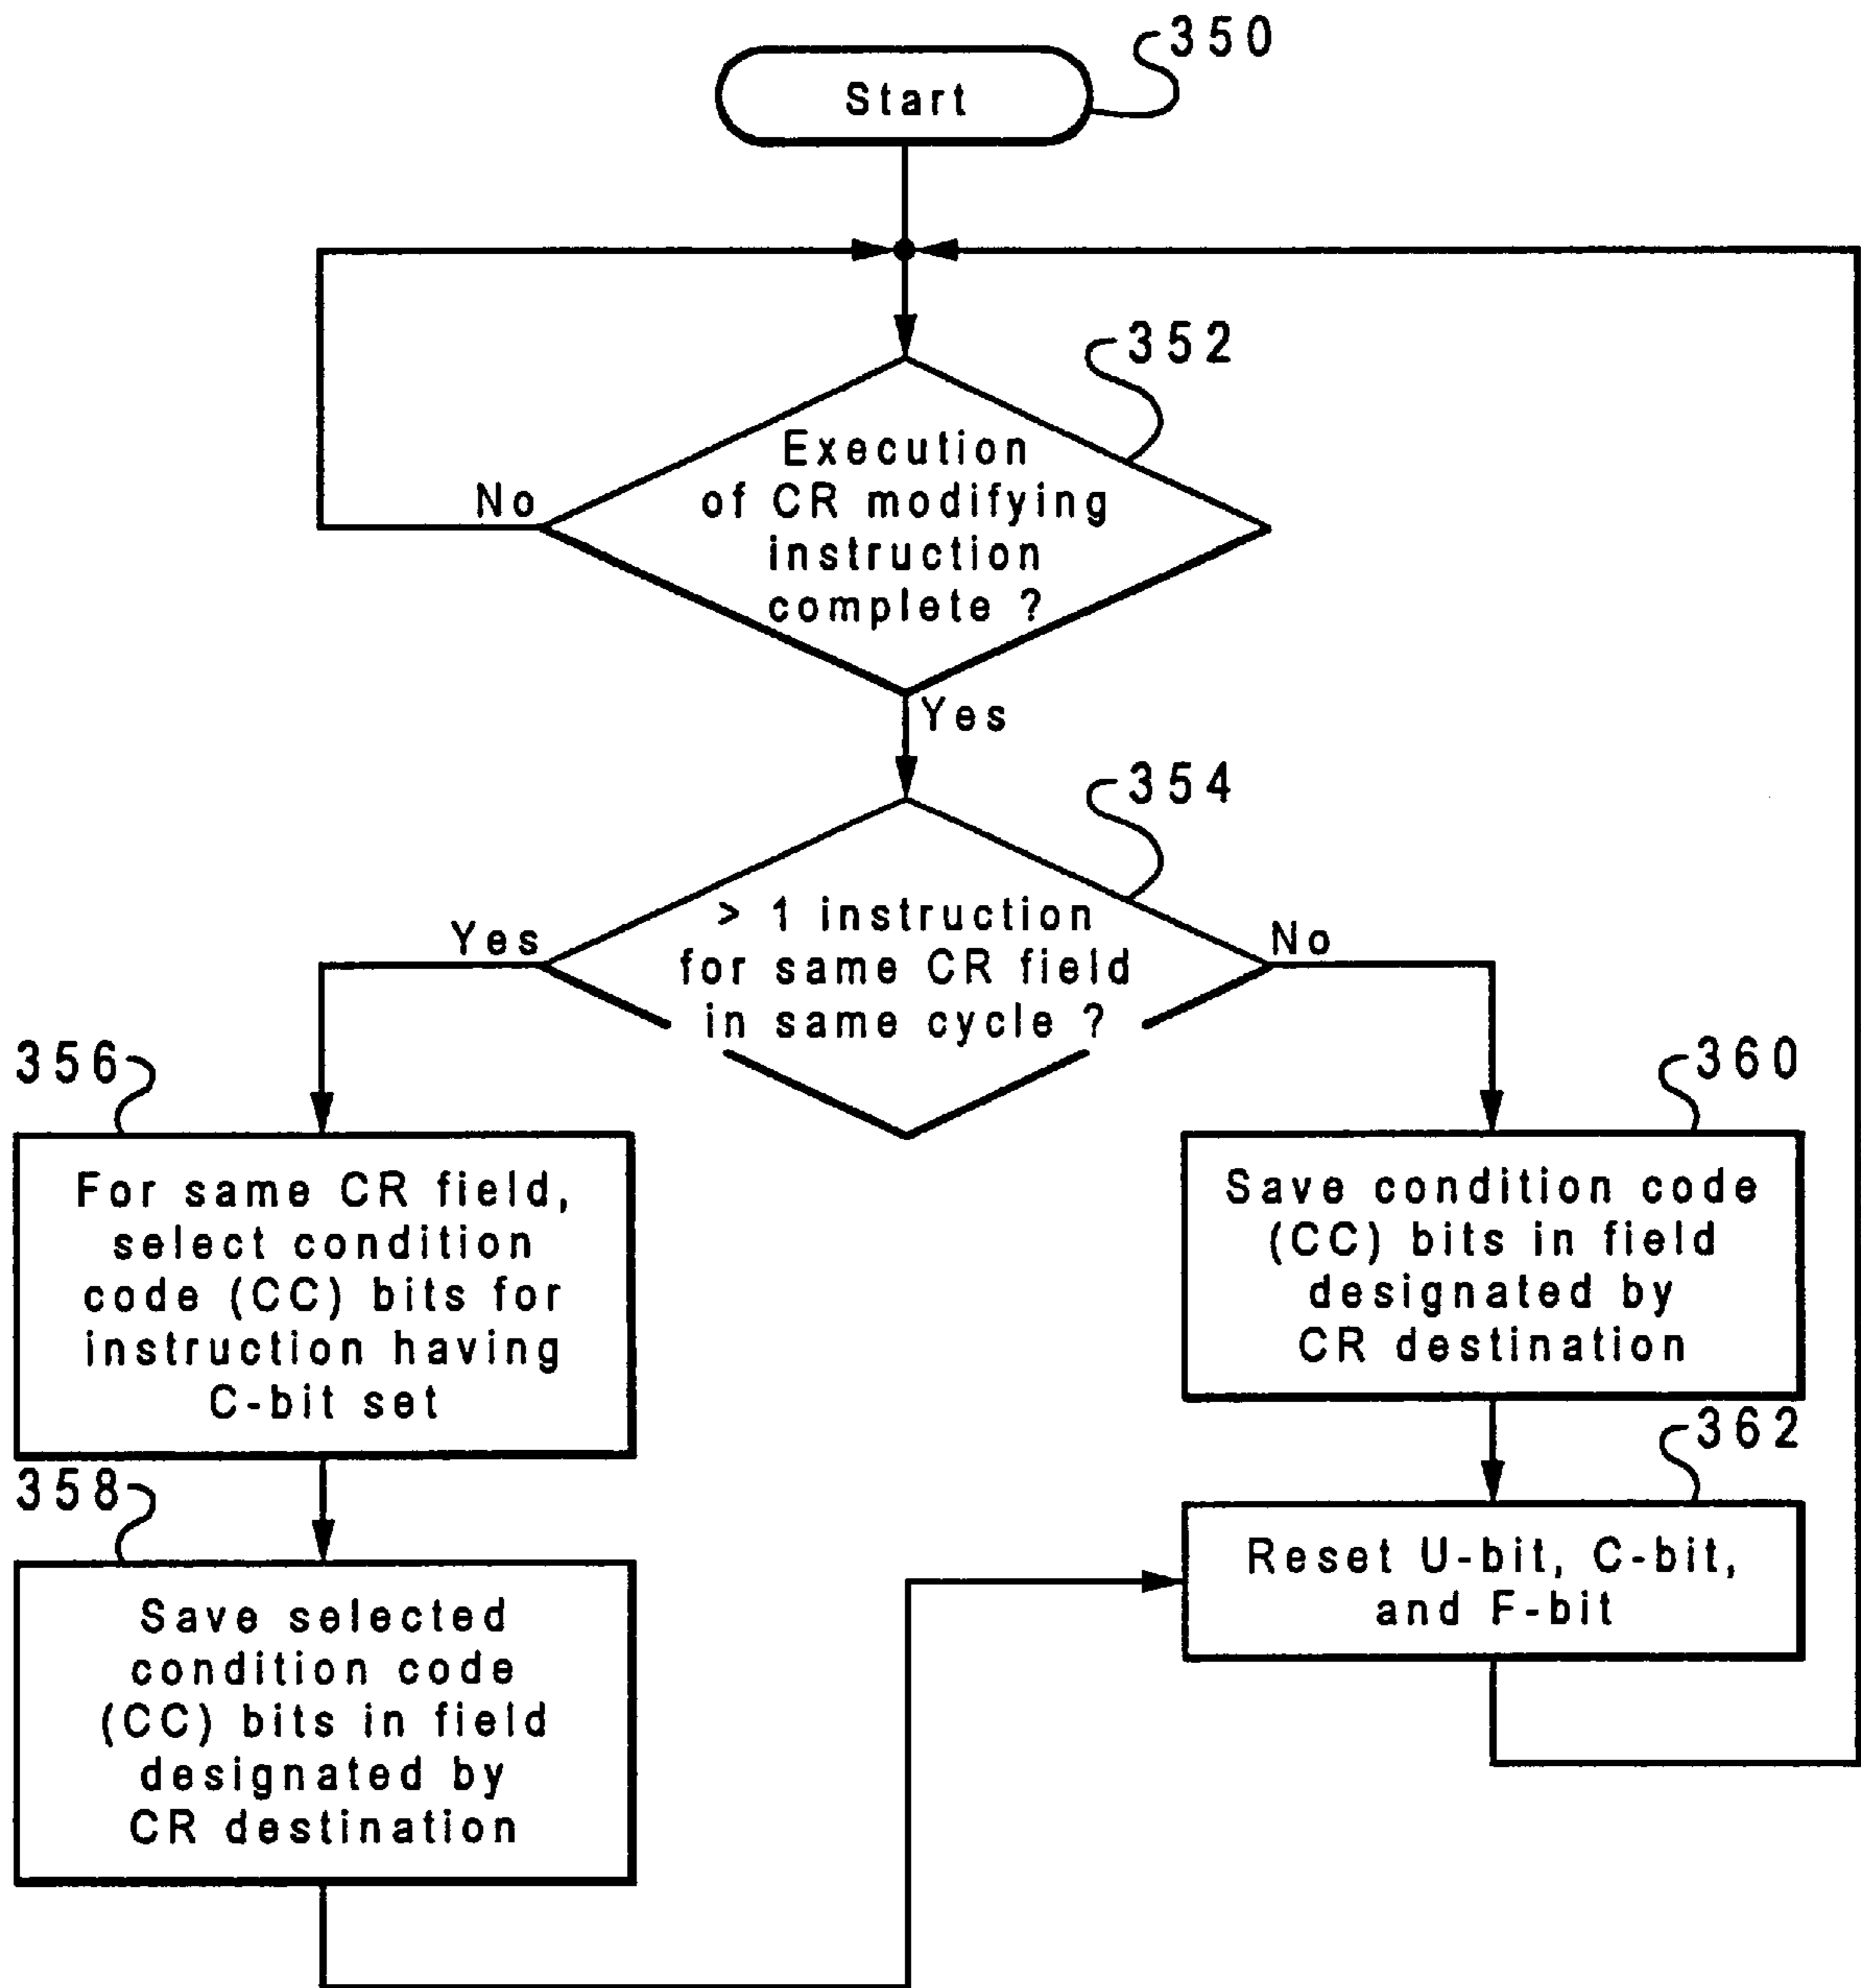 350
Start
352
Execution
of CR modifying
instruction
complete ?
No
Yes
354
> 1 instruction
for same CR field
in same cycle ?
Yes
No
356
For same CR field,
select condition
code (CC) bits for
instruction having
C-bit set
360
Save condition code
(CC) bits in field
designated by
CR destination
358
Save selected
condition code
(CC) bits in field
designated by
CR destination
362
Reset U-bit, C-bit,
and F-bit